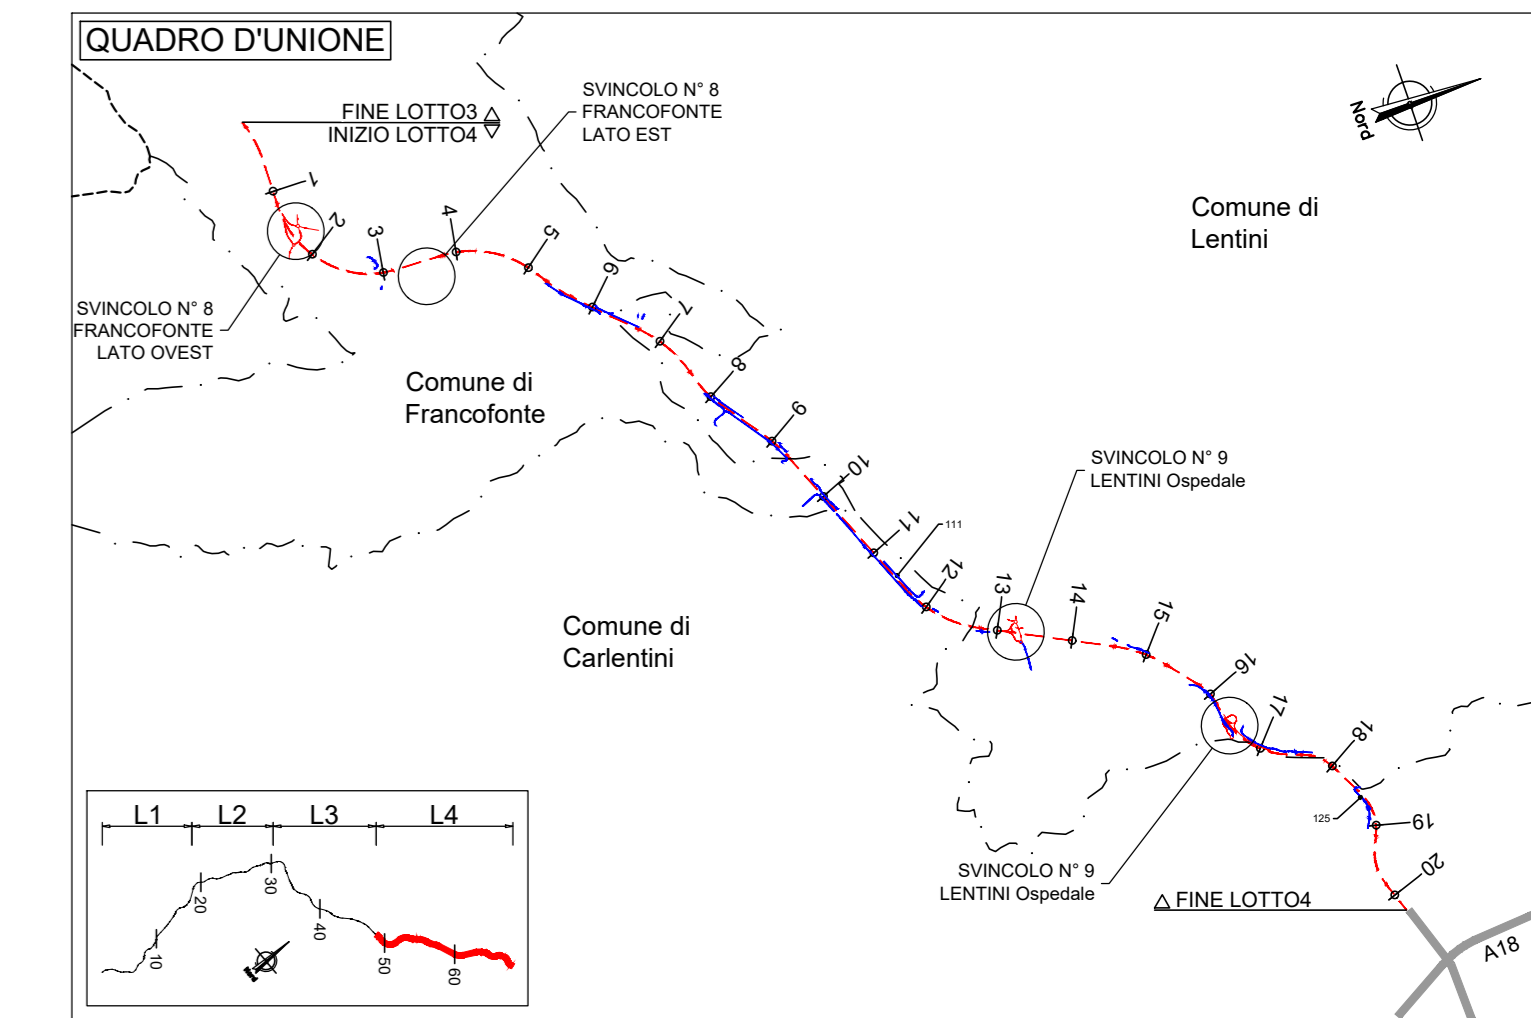 QUADRO D'UNIONE
FINE LOTTO3
INIZIO LOTTO4
SVINCOLO N° 8
FRANCOFONTE
LATO EST
Nord
Comune di
Lentini
1
2
3
4
5
6
7
8
9
10
11
111
12
13
14
15
16
17
18
125
19
20
SVINCOLO N° 8
FRANCOFONTE
LATO OVEST
Comune di
Francofonte
SVINCOLO N° 9
LENTINI Ospedale
Comune di
Carlentini
SVINCOLO N° 9
LENTINI Ospedale
FINE LOTTO4
A18
L1
L2
L3
L4
10
20
30
40
50
60
Nord